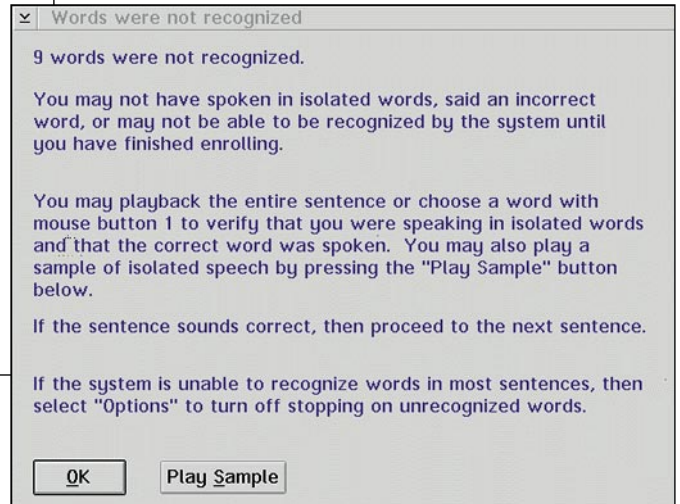 Words were not recognized
9 words were not recognized.
You may not have spoken in isolated words, said an incorrect
word, or may not be able to be recognized by the system until
you have finished enrolling.
You may playback the entire sentence or choose a word with
mouse button 1 to verify that you were speaking in isolated words
and that the correct word was spoken. You may also play a
sample of isolated speech by pressing the "Play Sample" button
below.
If the sentence sounds correct, then proceed to the next sentence.
If the system is unable to recognize words in most sentences, then
select "Options" to turn off stopping on unrecognized words.
OK Play Sample